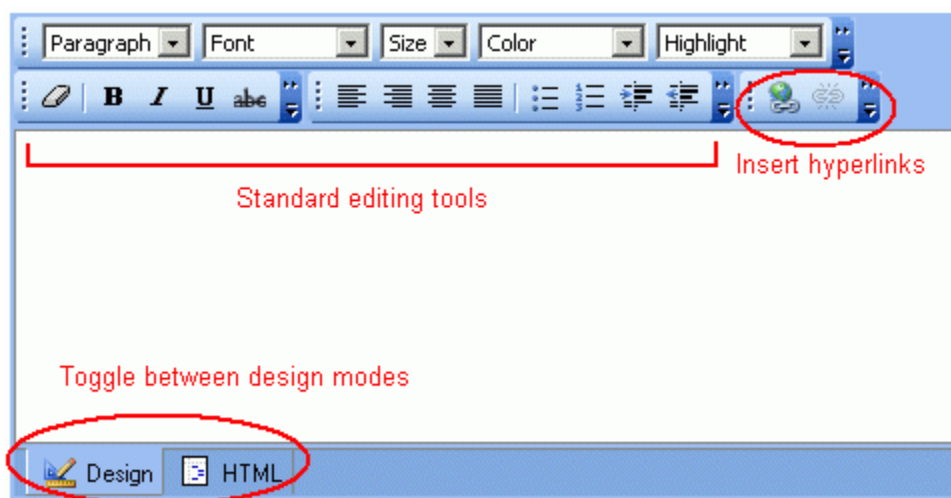 Paragraph Font Size Color Highlight
B I U abc
Insert hyperlinks
Standard editing tools
Toggle between design modes
Design HTML